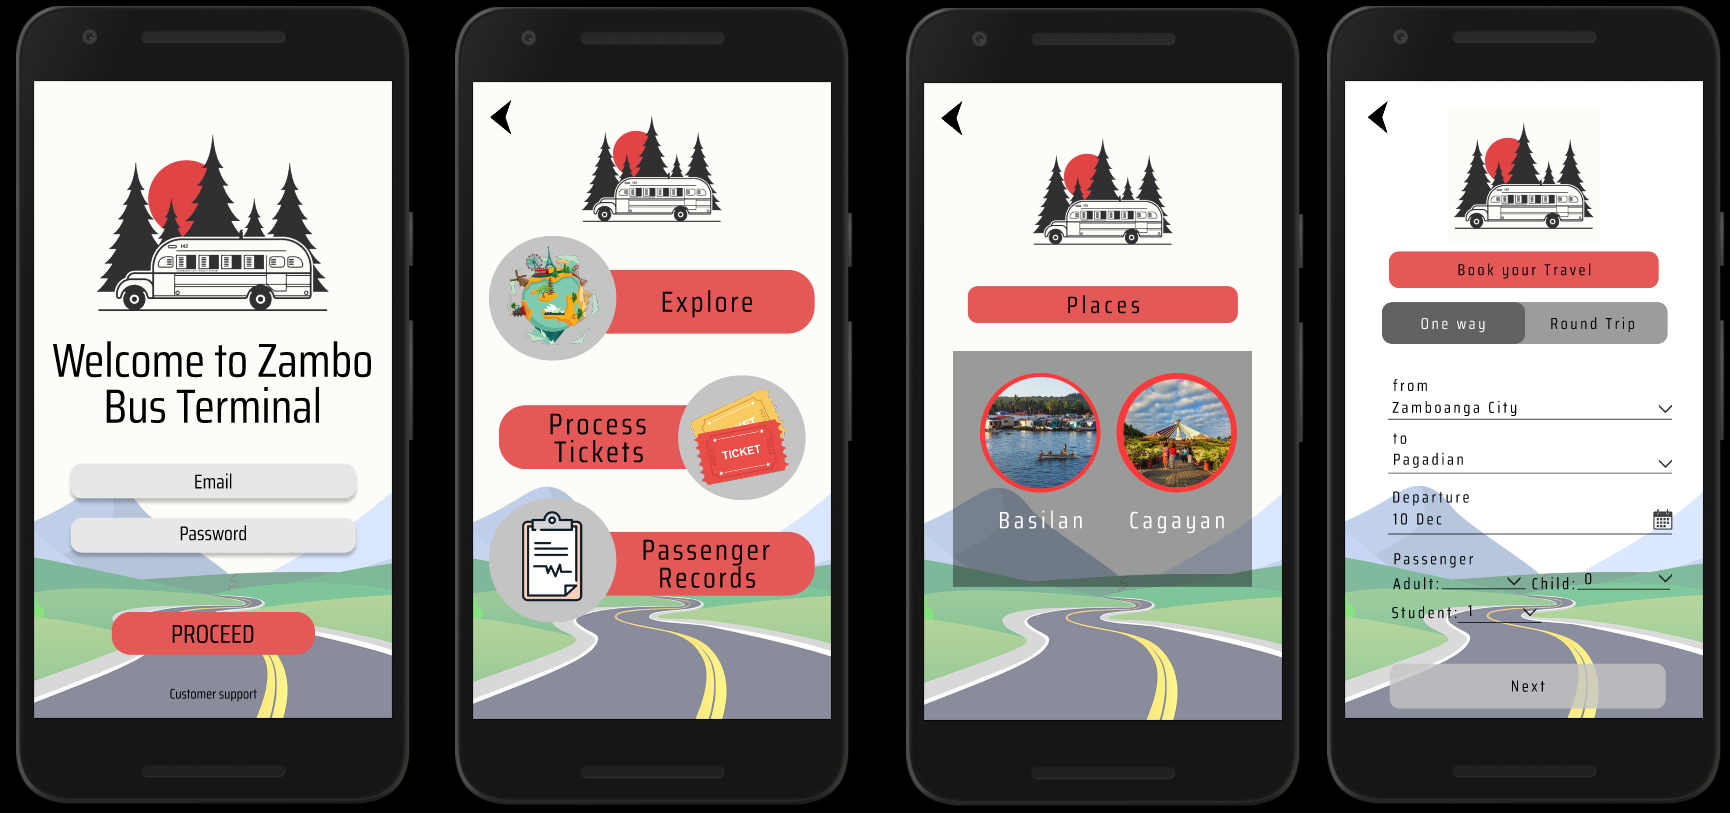 142
Welcome to Zambo
Bus Terminal
Email
Password
PROCEED
Customer support
Explore
Process
Tickets
TICKET
Passenger
Records
Places
Basilan
Cagayan
Book your Travel
One way
Round Trip
from
Zamboanga City
to
Pagadian
Departure
10 Dec
Passenger
Adult:
Child: 0
Student: 1
Next